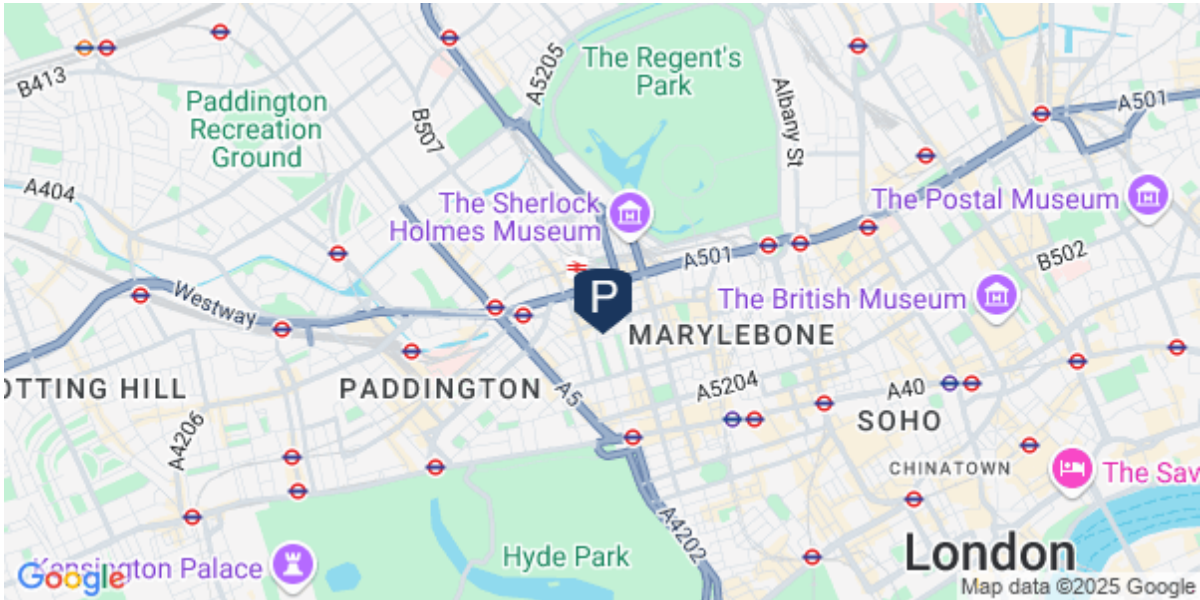 The Regent's
Park
A5205
B413
Paddington
Recreation
Ground
B507
Albany St
A501
A404
The Sherlock
Holmes Museum
The Postal Museum
A501
B502
Westway
P
The British Museum
MARYLEBONE
OTTING HILL
PADDINGTON
A5
A5204
A40
A4206
SOHO
CHINATOWN
The Sav
A4202
Hyde Park
London
Kensington Palace
Google
Map data ©2025 Google